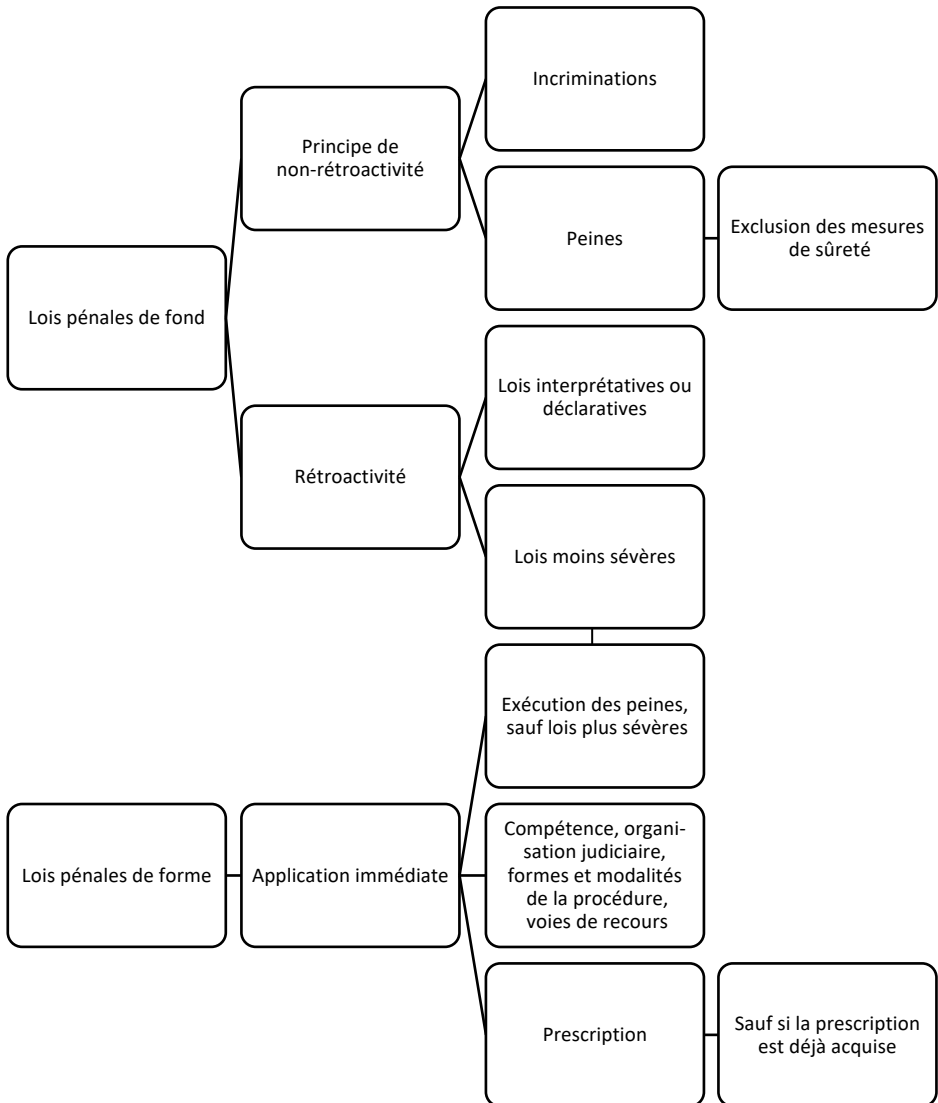 Lois pénales de fond
Principe de
non-rétroactivité
Incriminations
Peines
Exclusion des mesures
de sûreté
Rétroactivité
Lois interprétatives ou
déclaratives
Lois moins sévères
Lois pénales de forme
Application immédiate
Exécution des peines,
sauf lois plus sévères
Compétence, organi-
sation judiciaire,
formes et modalités
de la procédure,
voies de recours
Prescription
Sauf si la prescription
est déjà acquise